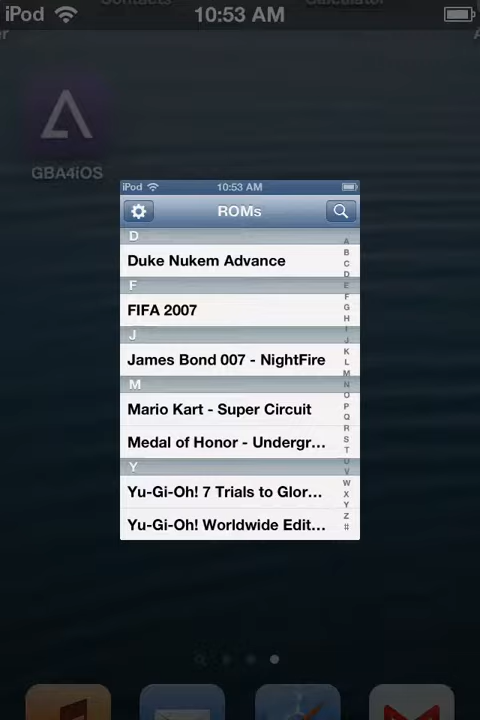 Contacts
Calculator
iPod
10:53 AM
GBA4iOS
iPod
10:53 AM
ROMs
D
Duke Nukem Advance
F
FIFA 2007
J
James Bond 007 - NightFire
M
Mario Kart - Super Circuit
Medal of Honor - Undergr...
Y
Yu-Gi-Oh! 7 Trials to Glor...
Yu-Gi-Oh! Worldwide Edit...
A
B
C
D
E
F
G
H
I
J
K
L
M
N
O
P
Q
R
S
T
U
V
W
X
Y
Z
#